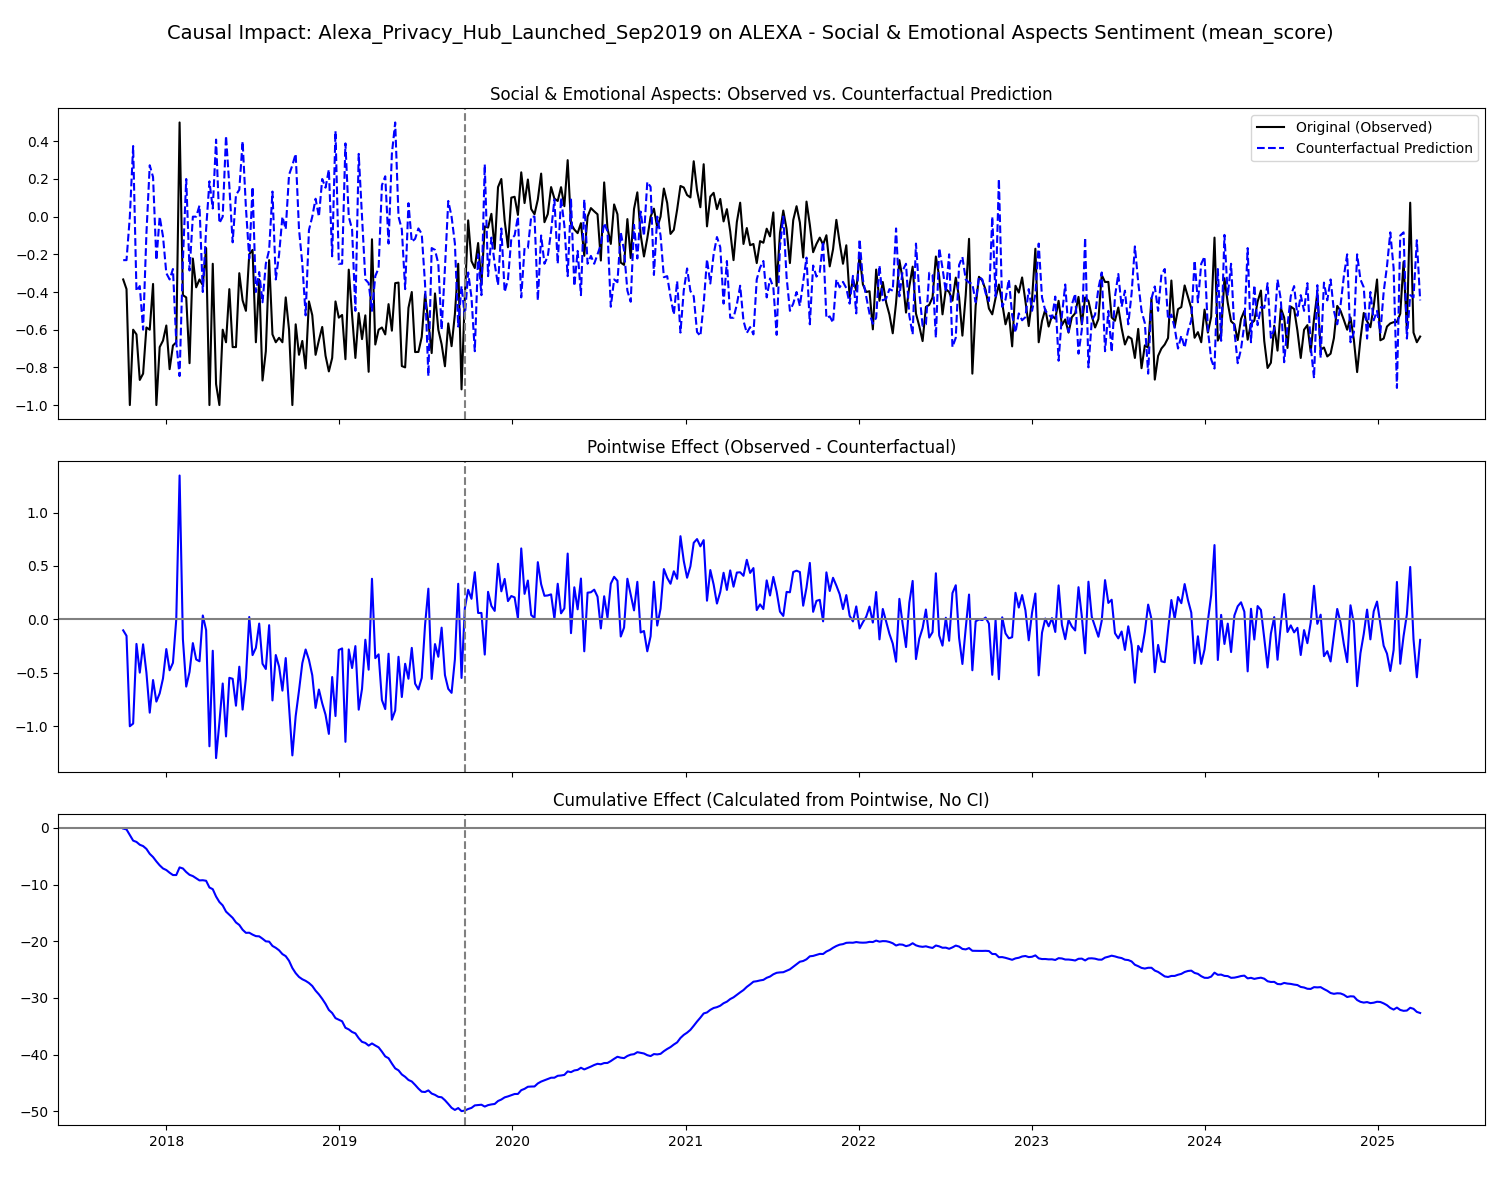 Causal Impact: Alexa_Privacy_Hub_Launched_Sep2019 on ALEXA - Social & Emotional Aspects Sentiment (mean_score)
Social & Emotional Aspects: Observed vs. Counterfactual Prediction
Original (Observed)
Counterfactual Prediction
0.4
0.2
0.0
−0.2
−0.4
−0.6
−0.8
−1.0
Pointwise Effect (Observed - Counterfactual)
1.0
0.5
0.0
−0.5
−1.0
Cumulative Effect (Calculated from Pointwise, No CI)
0
−10
−20
−30
−40
−50
2018 2019 2020 2021 2022 2023 2024 2025